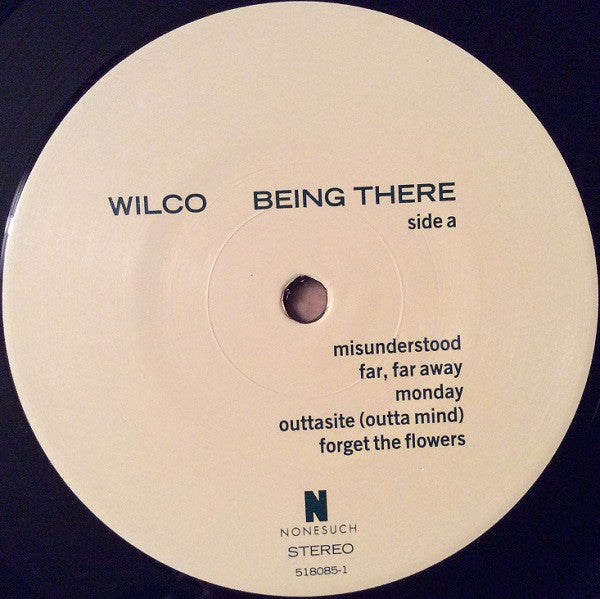 WILCO BEING THERE
side a
misunderstood
far, far away
monday
outtasite (outta mind)
forget the flowers
N
NONESUCH
STEREO
518085-1